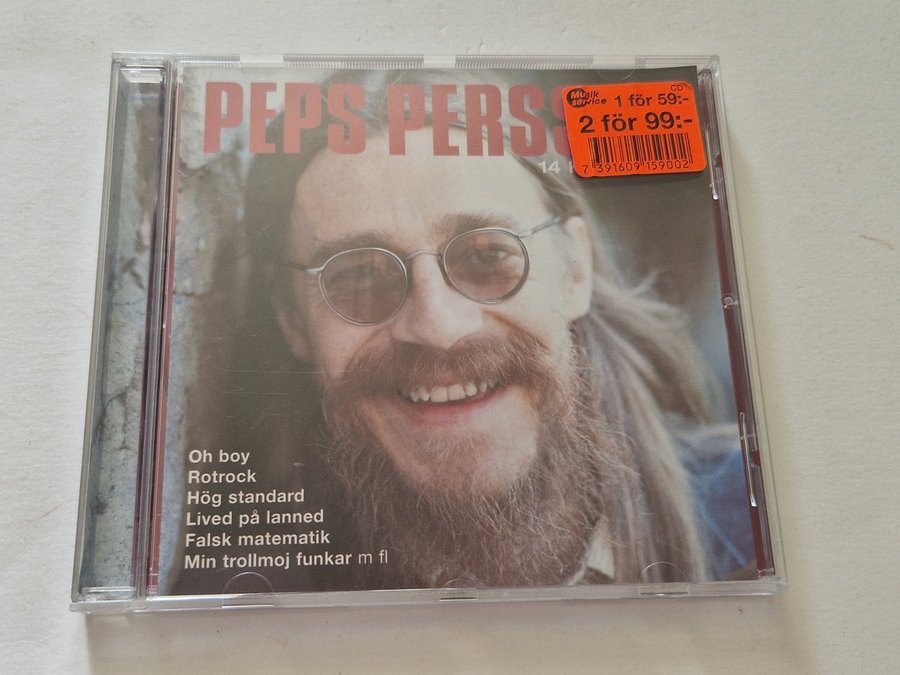 PEPS PERSS
14
Oh boy
Rotrock
Hög standard
Lived på lanned
Falsk matematik
Min trollmoj funkar m fl
CD
Musik service 1 för 59:-
2 för 99:-
7 391609 159002